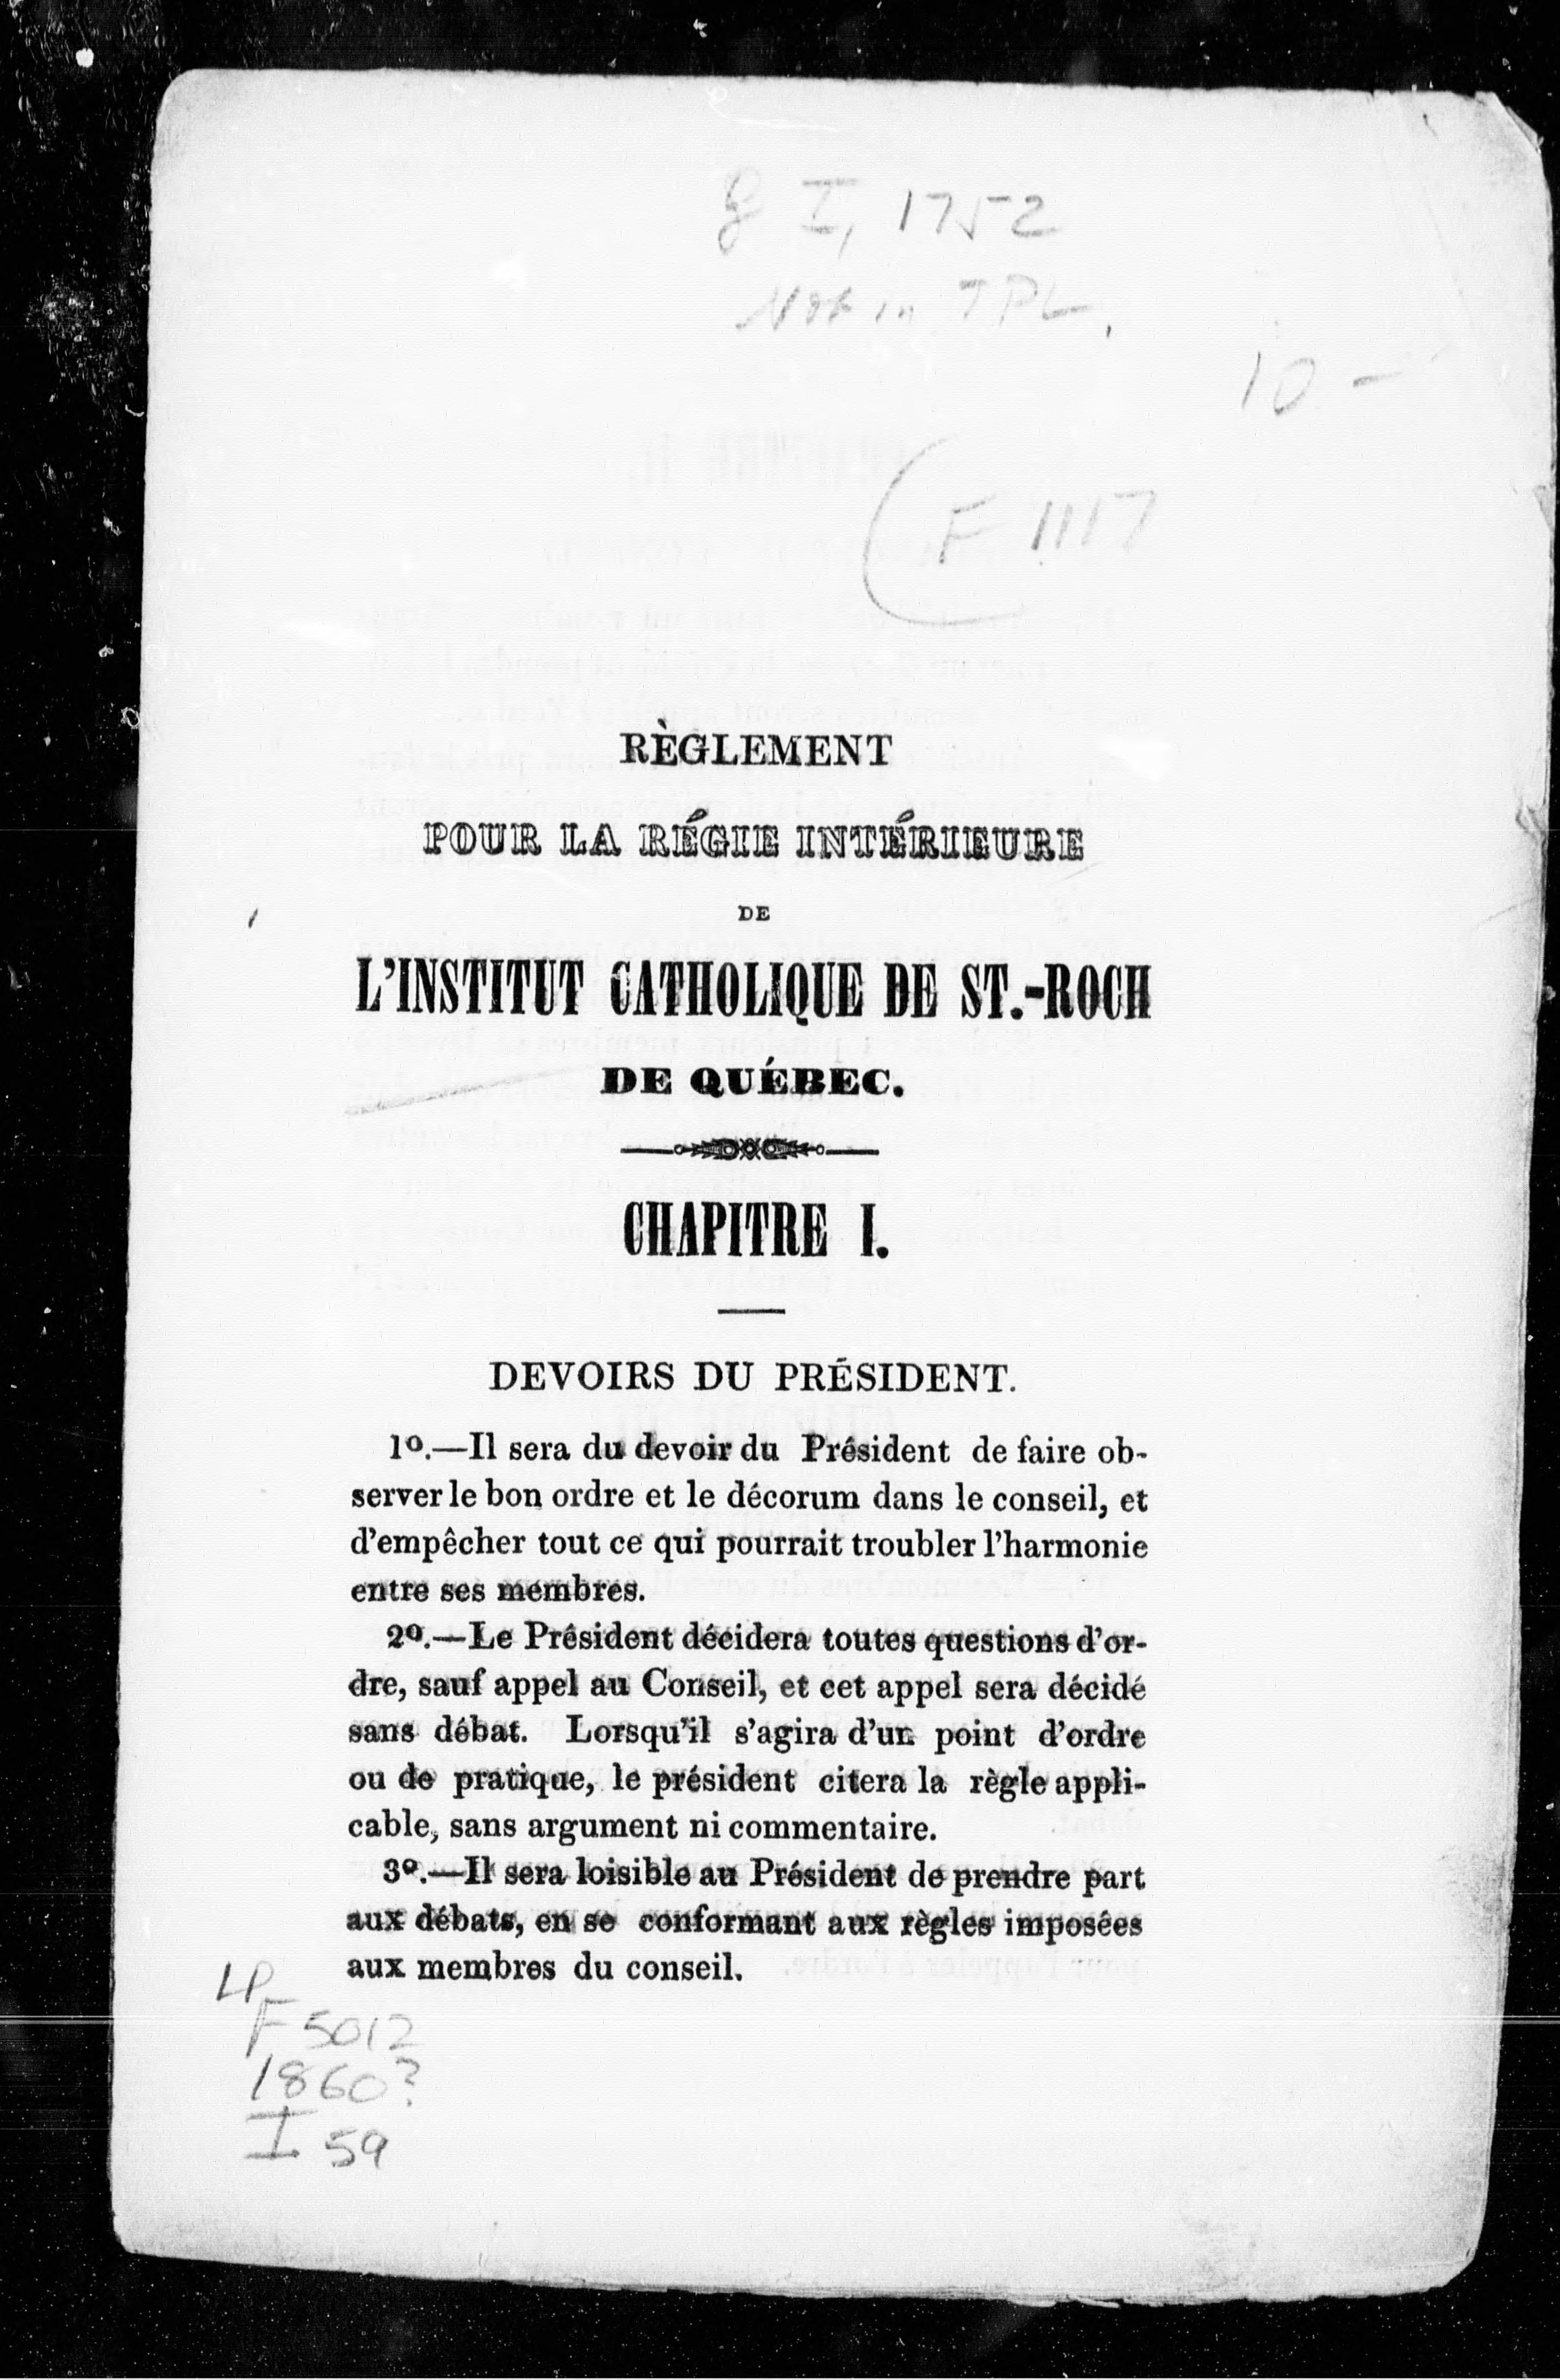 I, 1752
Not in TPL.
10 -
F 1117
RÈGLEMENT
POUR LA RÉGIE INTÉRIEURE
DE
L'INSTITUT CATHOLIQUE DE ST.-ROCH
DE QUÉBEC.
CHAPITRE I.
DEVOIRS DU PRÉSIDENT.
1o.—Il sera du devoir du Président de faire ob-
server le bon ordre et le décorum dans le conseil, et
d'empêcher tout ce qui pourrait troubler l'harmonie
entre ses membres.
2o.—Le Président décidera toutes questions d'or-
dre, sauf appel au Conseil, et cet appel sera décidé
sans débat. Lorsqu'il s'agira d'un point d'ordre
ou de pratique, le président citera la règle appli-
cable, sans argument ni commentaire.
3o.—Il sera loisible au Président de prendre part
aux débats, en se conformant aux règles imposées
aux membres du conseil.
LP
F 5012
1860?
I 59